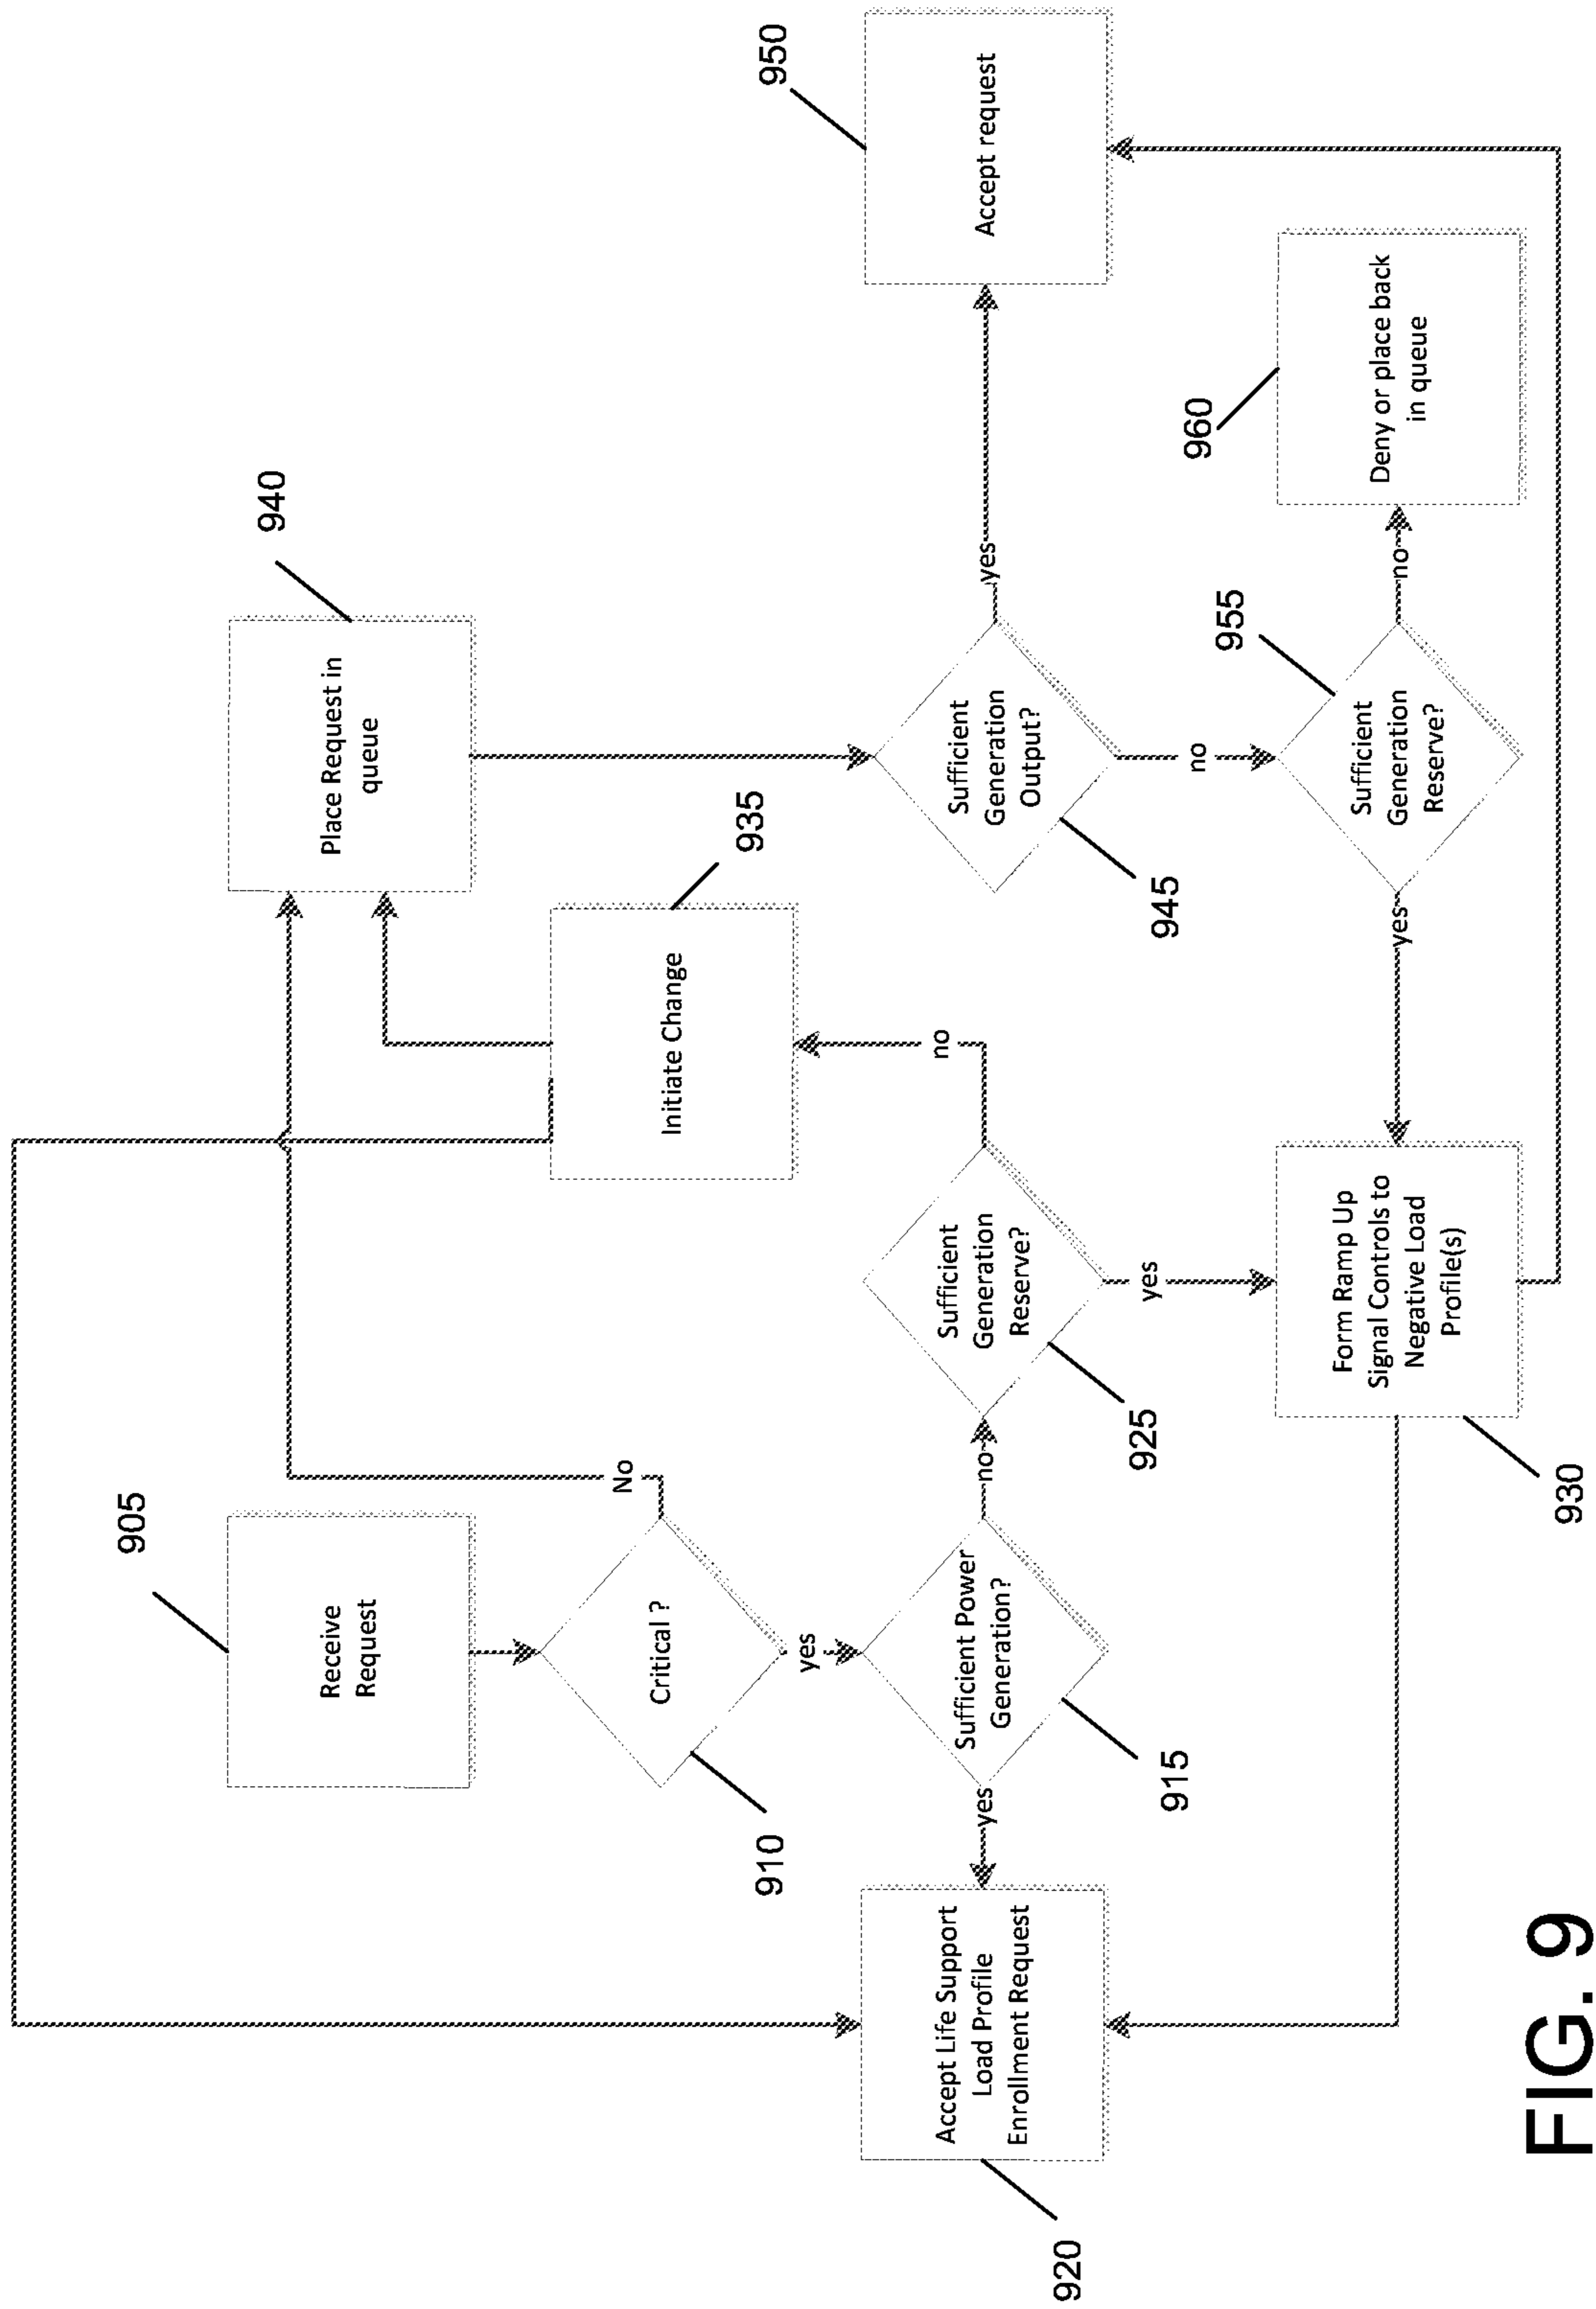 905
Receive
Request
910
Critical ?
No
yes
915
Sufficient Power
Generation?
yes
no
920
Accept Life Support
Load Profile
Enrollment Request
925
Sufficient
Generation
Reserve?
no
yes
930
Form Ramp Up
Signal Controls to
Negative Load
Profile(s)
935
Initiate Change
940
Place Request in
queue
945
Sufficient
Generation
Output?
yes
no
950
Accept request
955
Sufficient
Generation
Reserve?
yes
no
960
Deny or place back
in queue
FIG. 9